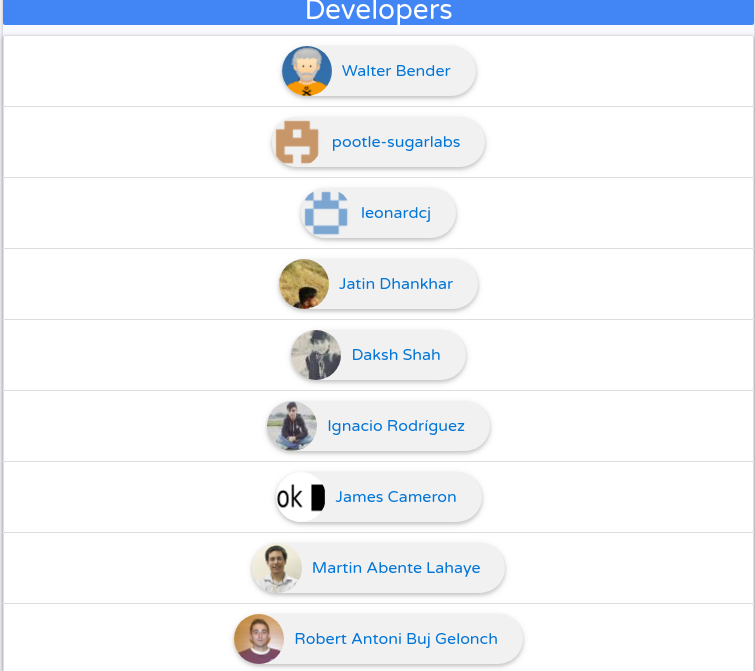 Developers
Walter Bender
pootle-sugarlabs
leonardcj
Jatin Dhankhar
Daksh Shah
Ignacio Rodríguez
ok
James Cameron
Martin Abente Lahaye
Robert Antoni Buj Gelonch